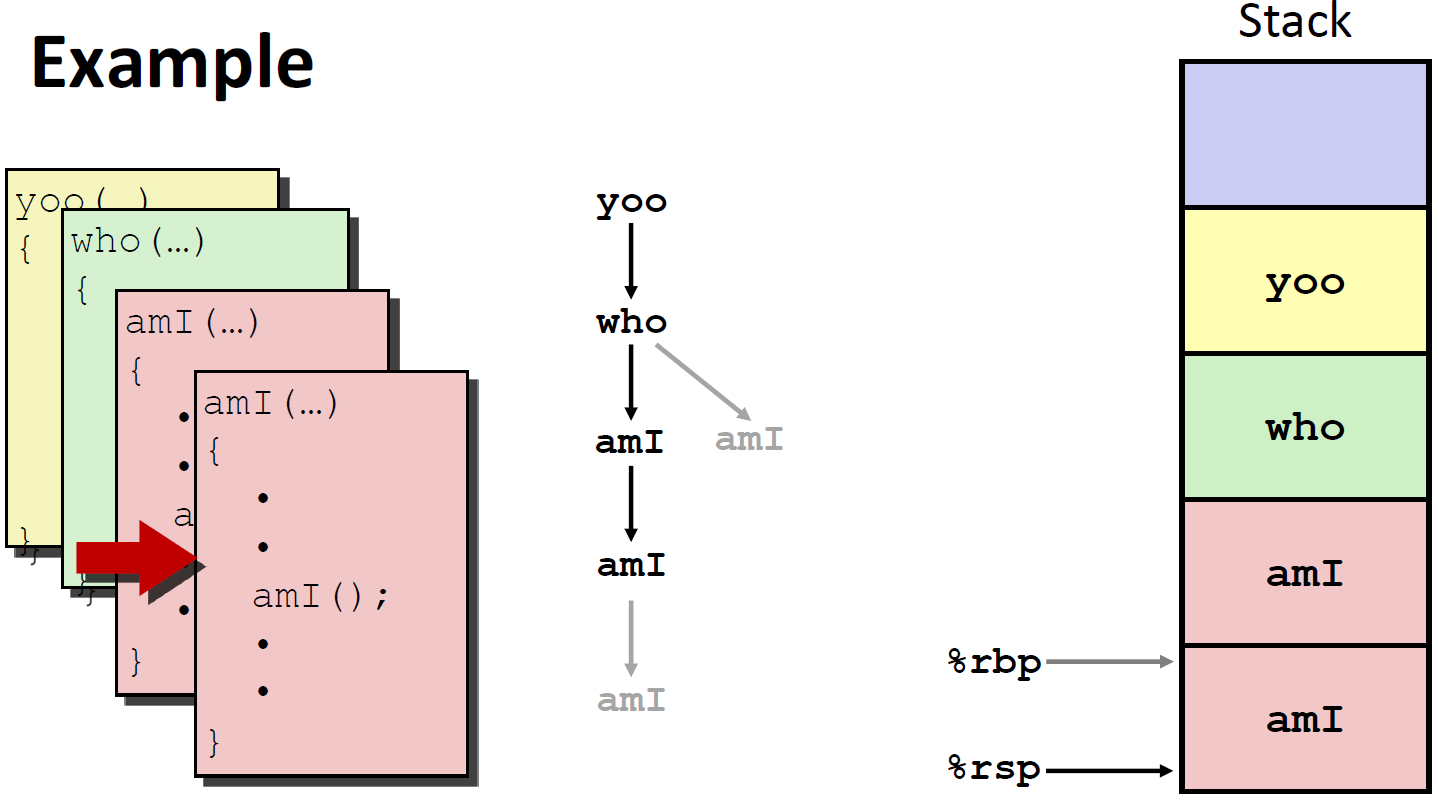 Example
Stack
yoo(…)
{
}
who(…)
{
}
amI(…)
{
•
•
a
•
}
amI(…)
{
•
•
amI();
•
•
}
yoo
who
amI
amI
amI
amI
yoo
who
amI
amI
%rbp
%rsp